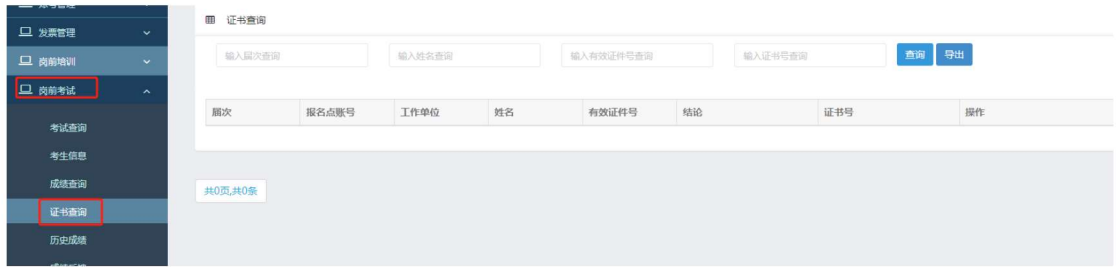 账号管理
发票管理
岗前培训
岗前考试
考试查询
考生信息
成绩查询
证书查询
历史成绩
证书查询
输入届次查询 输入姓名查询 输入有效证件号查询 输入证书号查询 查询 导出
届次 报名点账号 工作单位 姓名 有效证件号 结论 证书号 操作
共0页,共0条